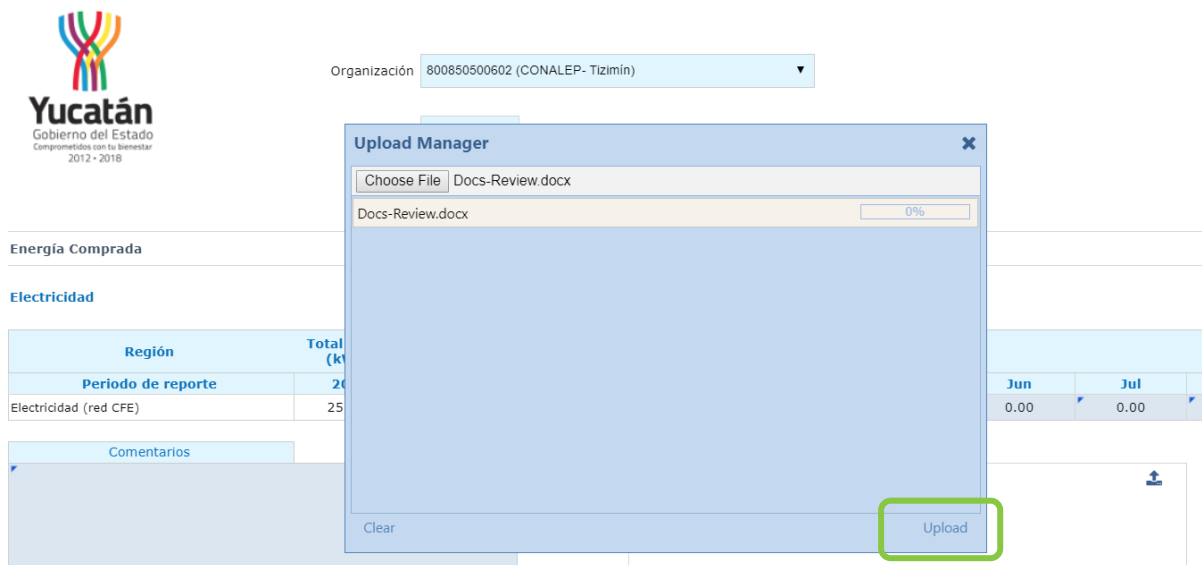 Yucatán
Gobierno del Estado
Comprometidos con tu bienestar
2012 • 2018
Organización 800850500602 (CONALEP- Tizimín)
Upload Manager
Choose File Docs-Review.docx
Docs-Review.docx 0%
Clear Upload
Energía Comprada
Electricidad
Región Total
Periodo de reporte Jun Jul
Electricidad (red CFE) 25 0.00 0.00
Comentarios